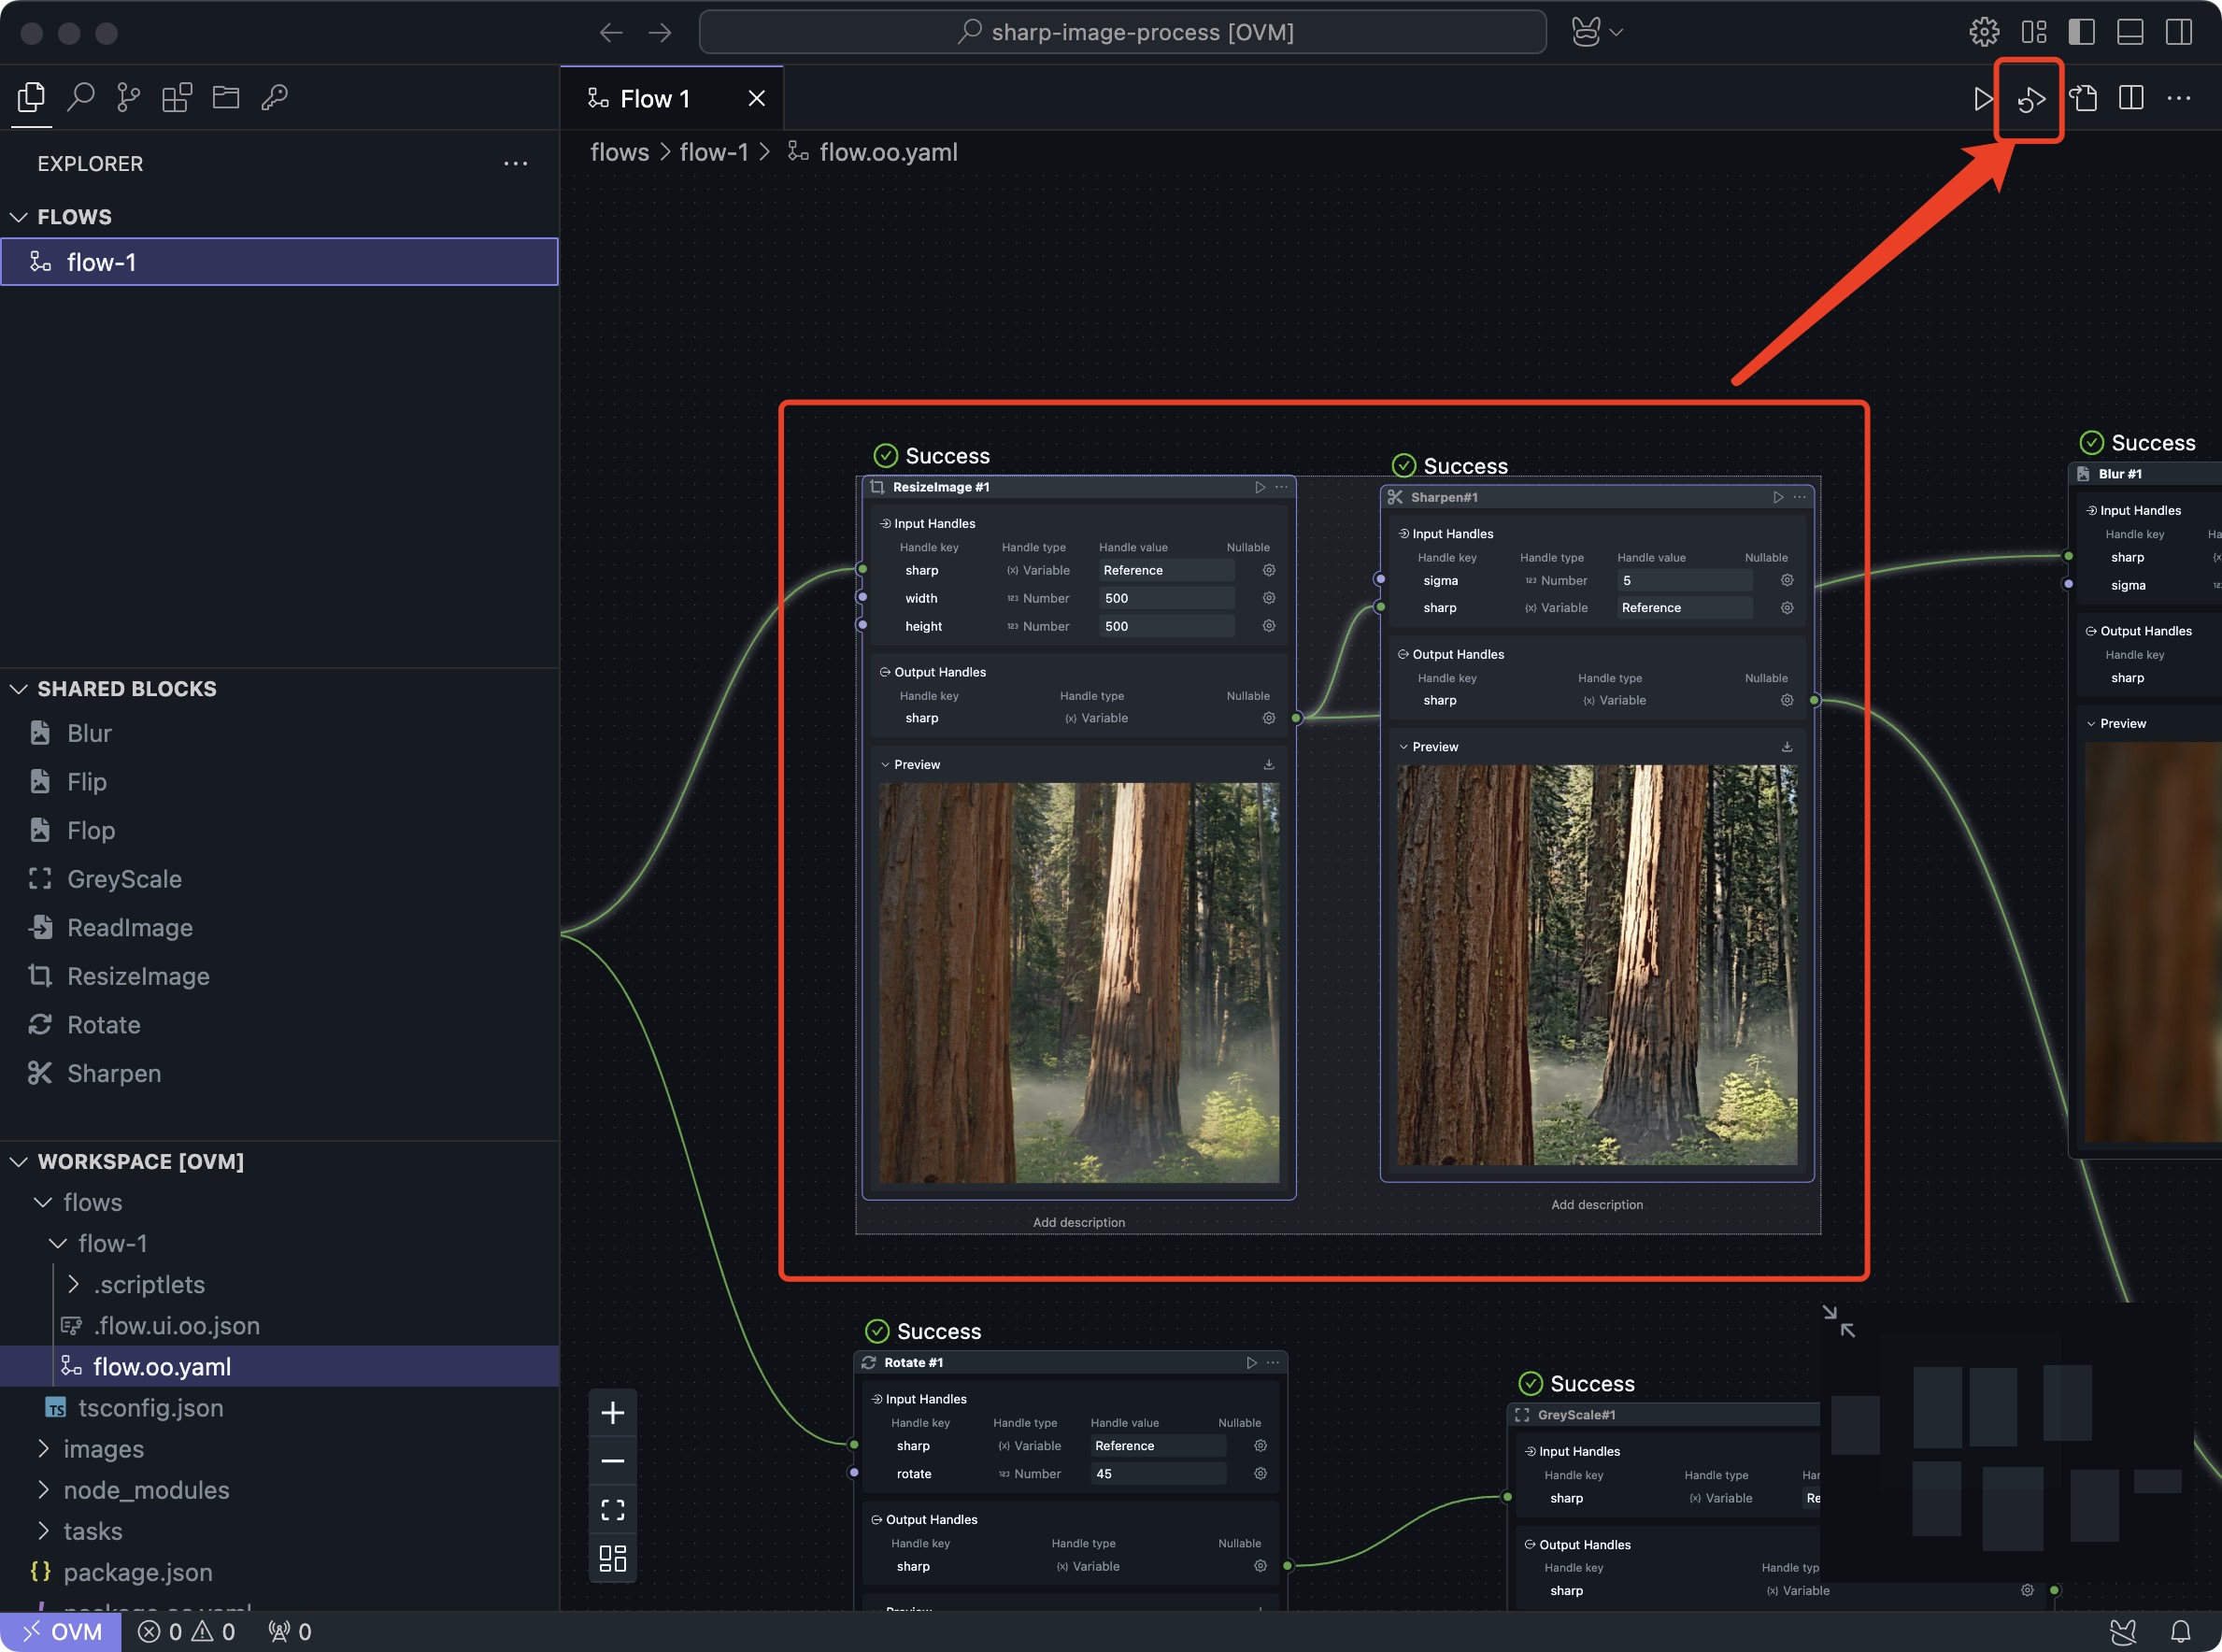 sharp-image-process [OVM]
Flow 1
flows > flow-1 > flow.oo.yaml
EXPLORER
FLOWS
flow-1
SHARED BLOCKS
Blur
Flip
Flop
GreyScale
ReadImage
ResizeImage
Rotate
Sharpen
WORKSPACE [OVM]
flows
flow-1
.scriptlets
.flow.ui.oo.json
flow.oo.yaml
TS tsconfig.json
images
node_modules
tasks
{} package.json
OVM 0 0 0
Success
ResizeImage #1
Input Handles
Handle key Handle type Handle value Nullable
sharp (x) Variable Reference
width 123 Number 500
height 123 Number 500
Output Handles
Handle key Handle type Nullable
sharp (x) Variable
Preview
Add description
Success
Sharpen#1
Input Handles
Handle key Handle type Handle value Nullable
sigma 123 Number 5
sharp (x) Variable Reference
Output Handles
Handle key Handle type Nullable
sharp (x) Variable
Preview
Add description
Success
Blur #1
Input Handles
Handle key
sharp
sigma
Output Handles
Handle key
sharp
Preview
Success
Rotate #1
Input Handles
Handle key Handle type Handle value Nullable
sharp (x) Variable Reference
rotate 123 Number 45
Output Handles
Handle key Handle type Nullable
sharp (x) Variable
Success
GreyScale#1
Input Handles
Handle key Handle type
sharp (x) Variable
Output Handles
Handle key
sharp (x) Variable